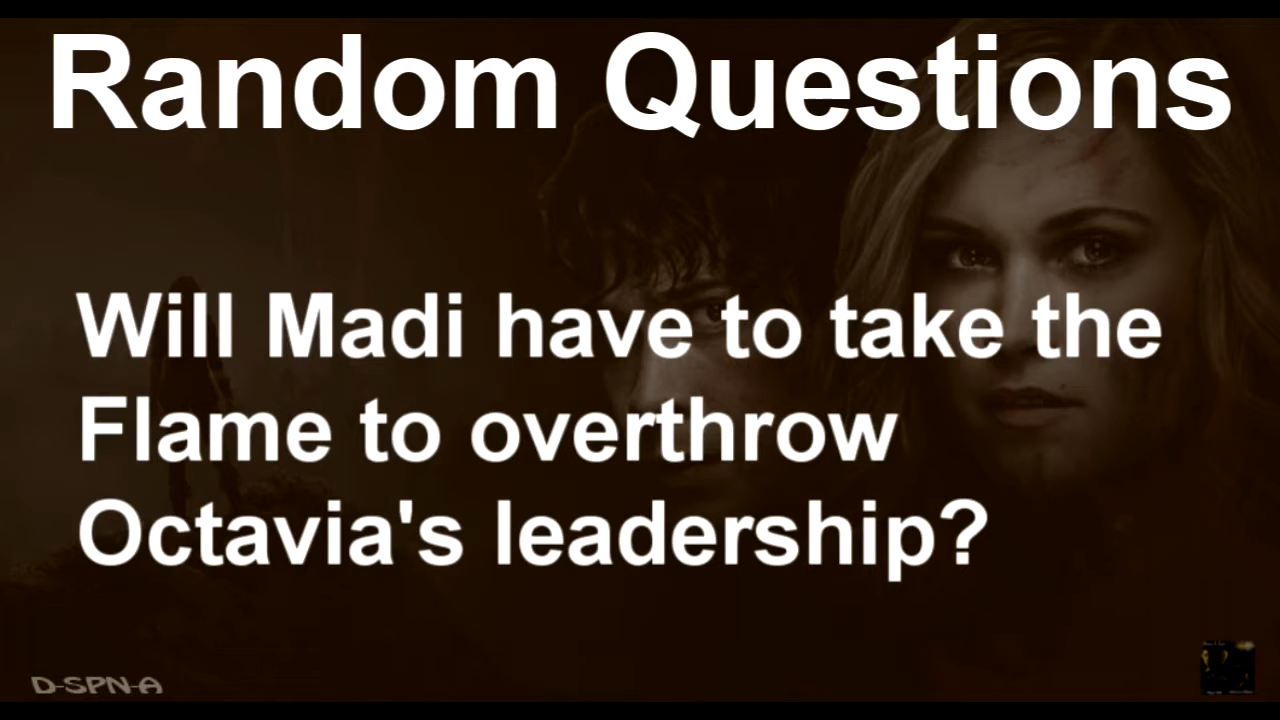 Random Questions
Will Madi have to take the
Flame to overthrow
Octavia's leadership?
D-SPN-A